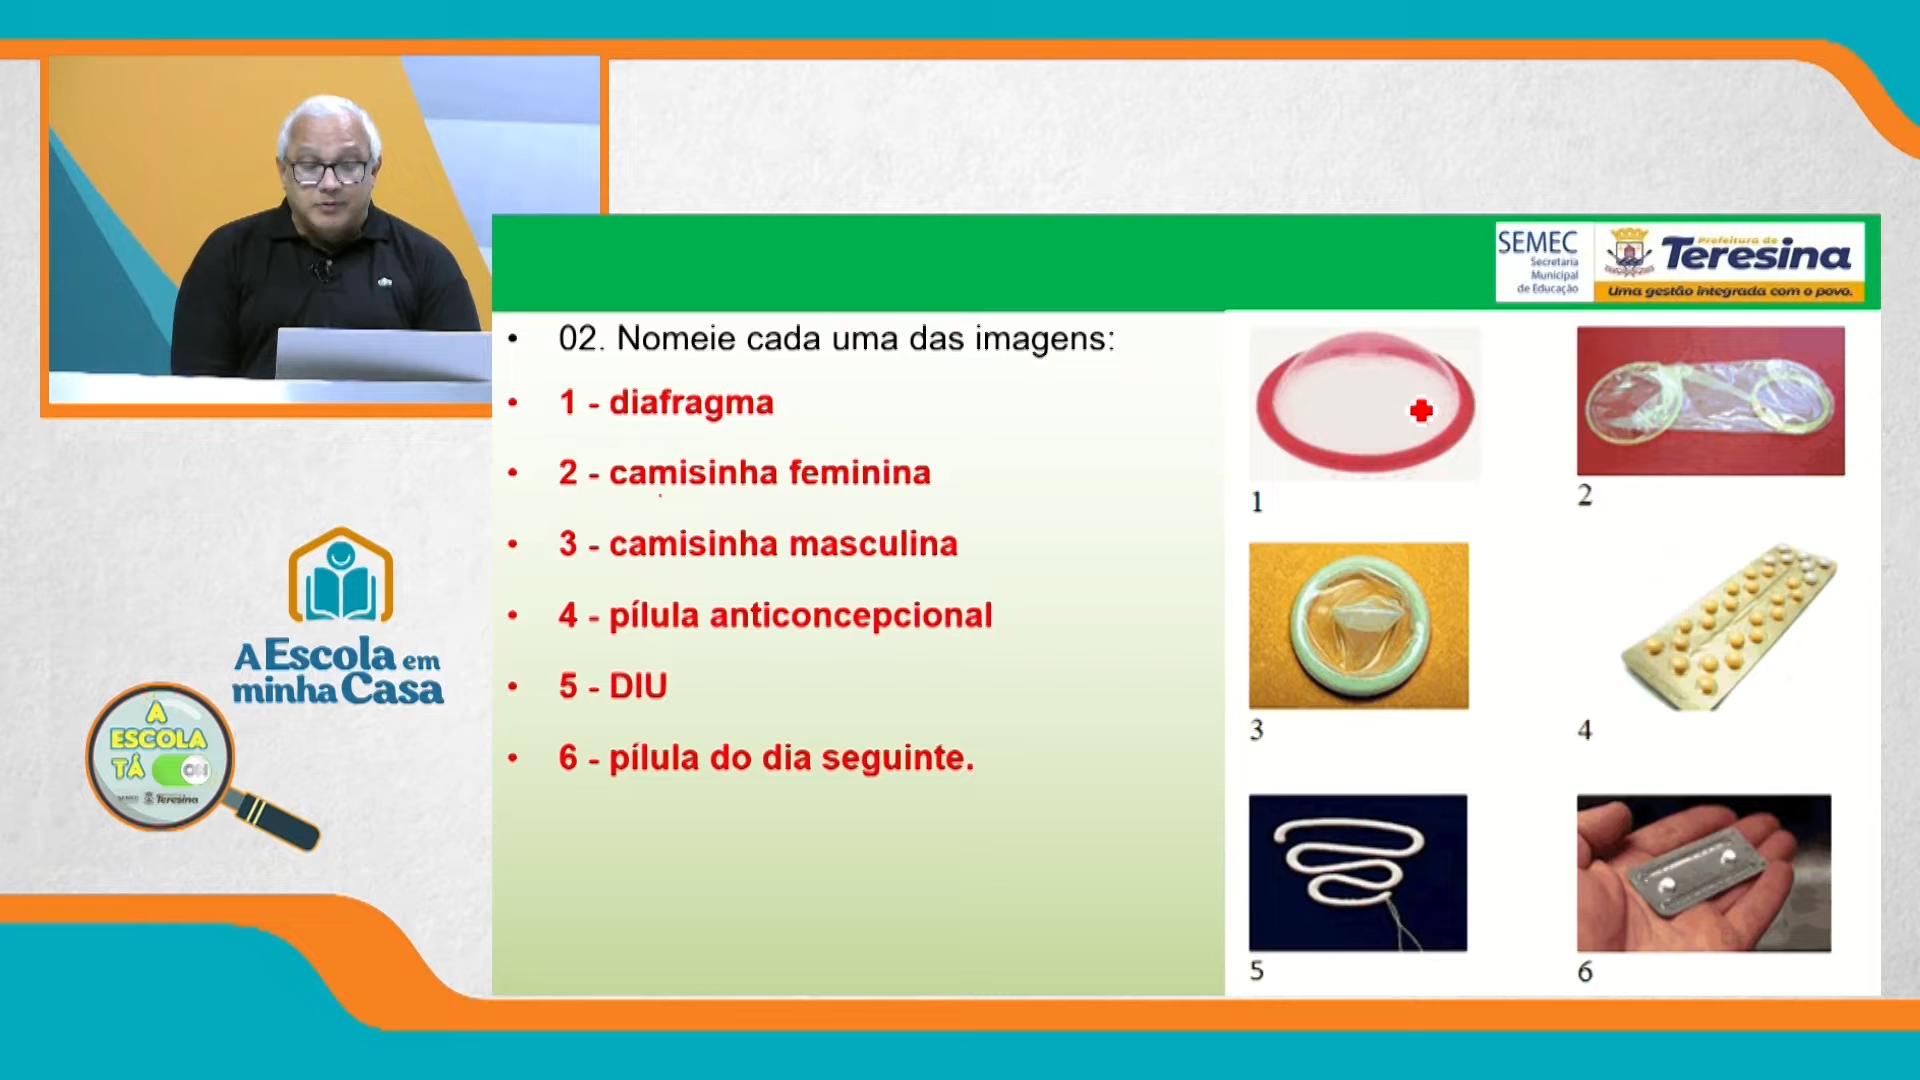 SEMEC
Secretaria
Municipal
de Educação
Prefeitura de
Teresina
Uma gestão integrada com o povo.
02. Nomeie cada uma das imagens:
1 - diafragma
2 - camisinha feminina
3 - camisinha masculina
4 - pílula anticoncepcional
5 - DIU
6 - pílula do dia seguinte.
1
2
3
4
5
6
A Escola em
minha Casa
A
ESCOLA
TÁ ON
SEMEC Teresina